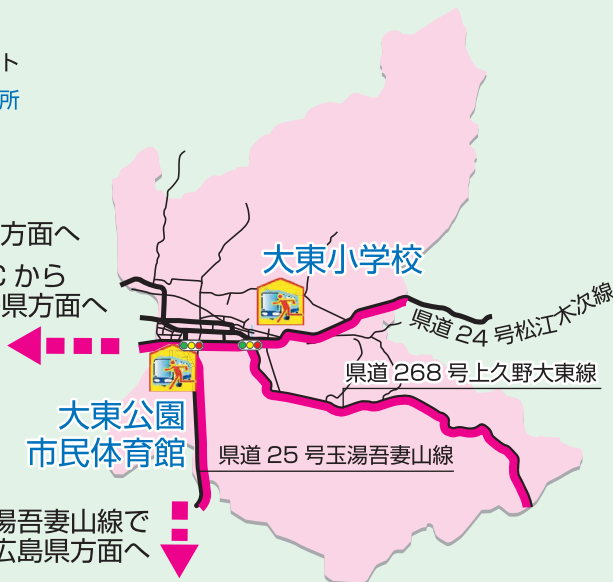 ト
所
方面へ
C から
県方面へ
大東小学校
県道 24 号松江木次線
県道 268 号上久野大東線
大東公園
市民体育館
県道 25 号玉湯吾妻山線
湯吾妻山線で
広島県方面へ